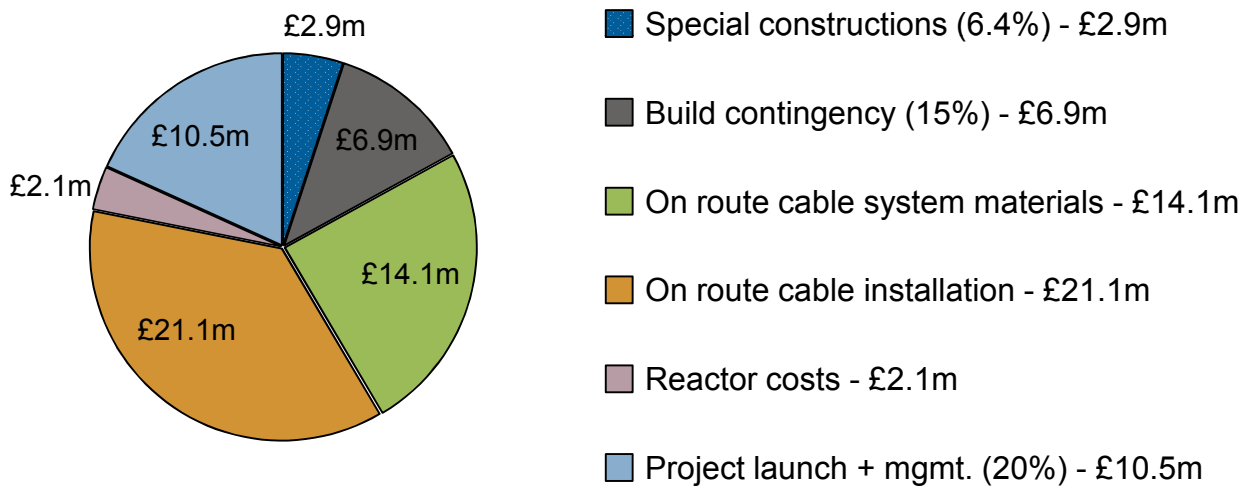 £2.9m
£6.9m
£14.1m
£21.1m
£2.1m
£10.5m
Special constructions (6.4%) - £2.9m
Build contingency (15%) - £6.9m
On route cable system materials - £14.1m
On route cable installation - £21.1m
Reactor costs - £2.1m
Project launch + mgmt. (20%) - £10.5m